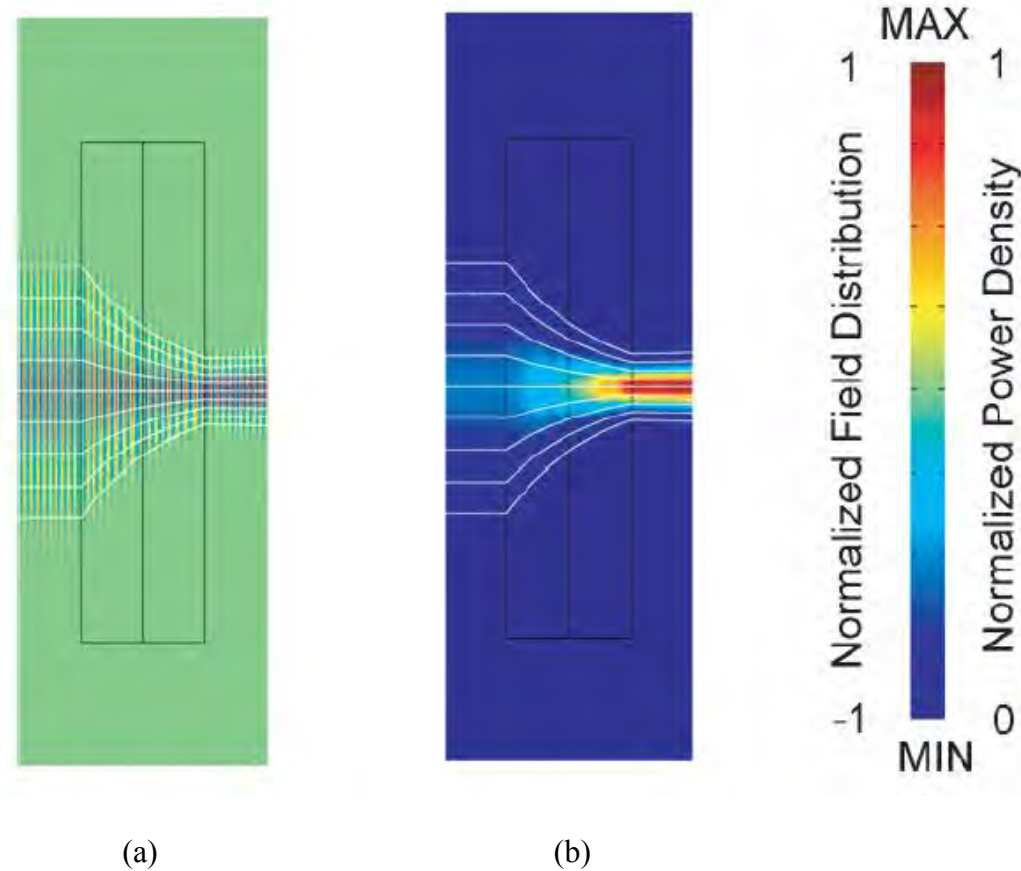 MAX
1
1
Normalized Field Distribution
Normalized Power Density
-1
0
MIN
(a)
(b)